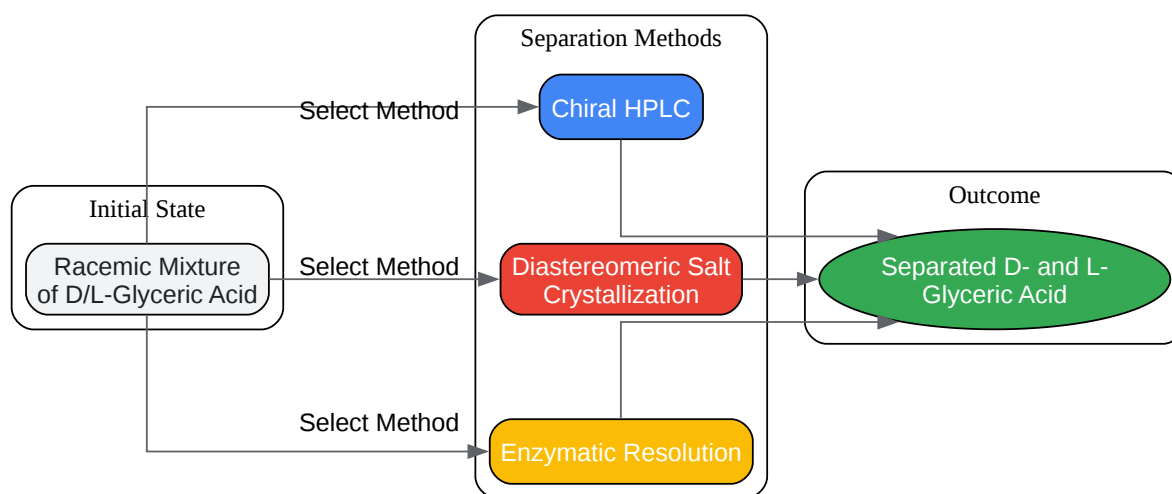 Separation Methods
Select Method
Chiral HPLC
Initial State
Racemic Mixture
of D/L-Glyceric Acid
Select Method
Diastereomeric Salt
Crystallization
Outcome
Separated D- and L-
Glyceric Acid
Select Method
Enzymatic Resolution